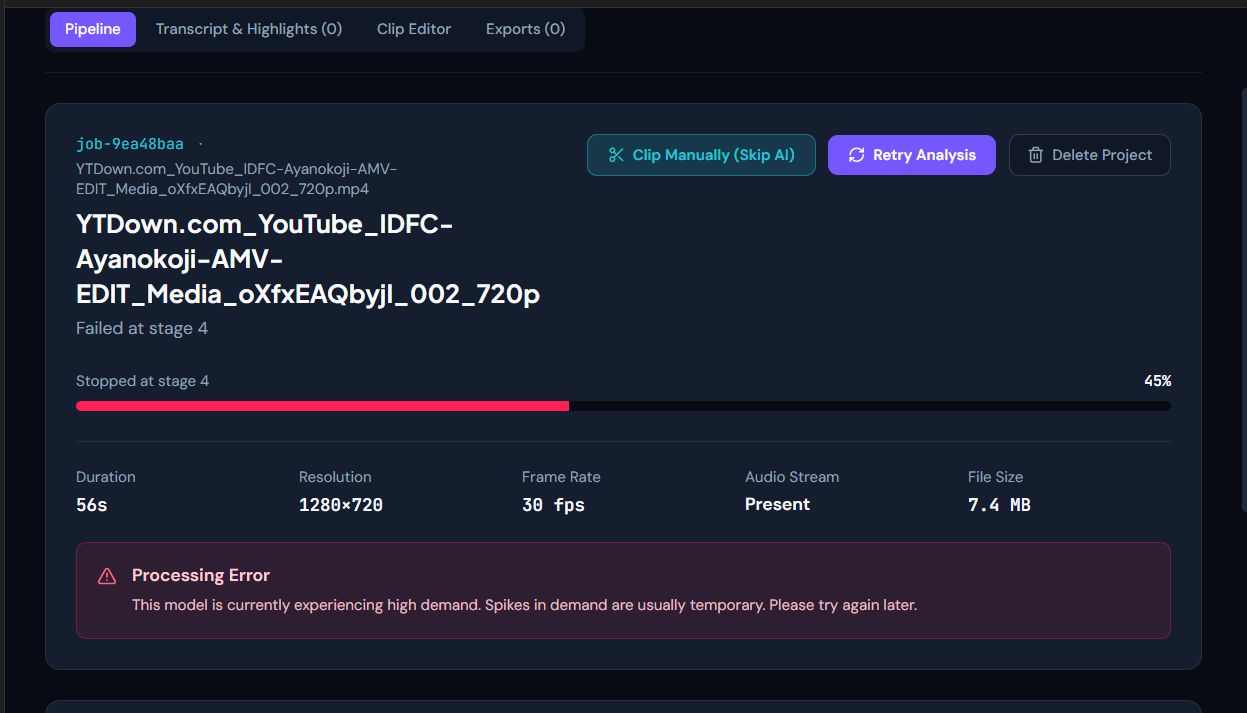 Pipeline Transcript & Highlights (0) Clip Editor Exports (0)
job-9ea48baa ·
YTDown.com_YouTube_IDFC-Ayanokoji-AMV-
EDIT_Media_oXfxEAQbyjI_002_720p.mp4
Clip Manually (Skip AI) Retry Analysis Delete Project
YTDown.com_YouTube_IDFC-
Ayanokoji-AMV-
EDIT_Media_oXfxEAQbyjI_002_720p
Failed at stage 4
Stopped at stage 4 45%
Duration Resolution Frame Rate Audio Stream File Size
56s 1280×720 30 fps Present 7.4 MB
Processing Error
This model is currently experiencing high demand. Spikes in demand are usually temporary. Please try again later.